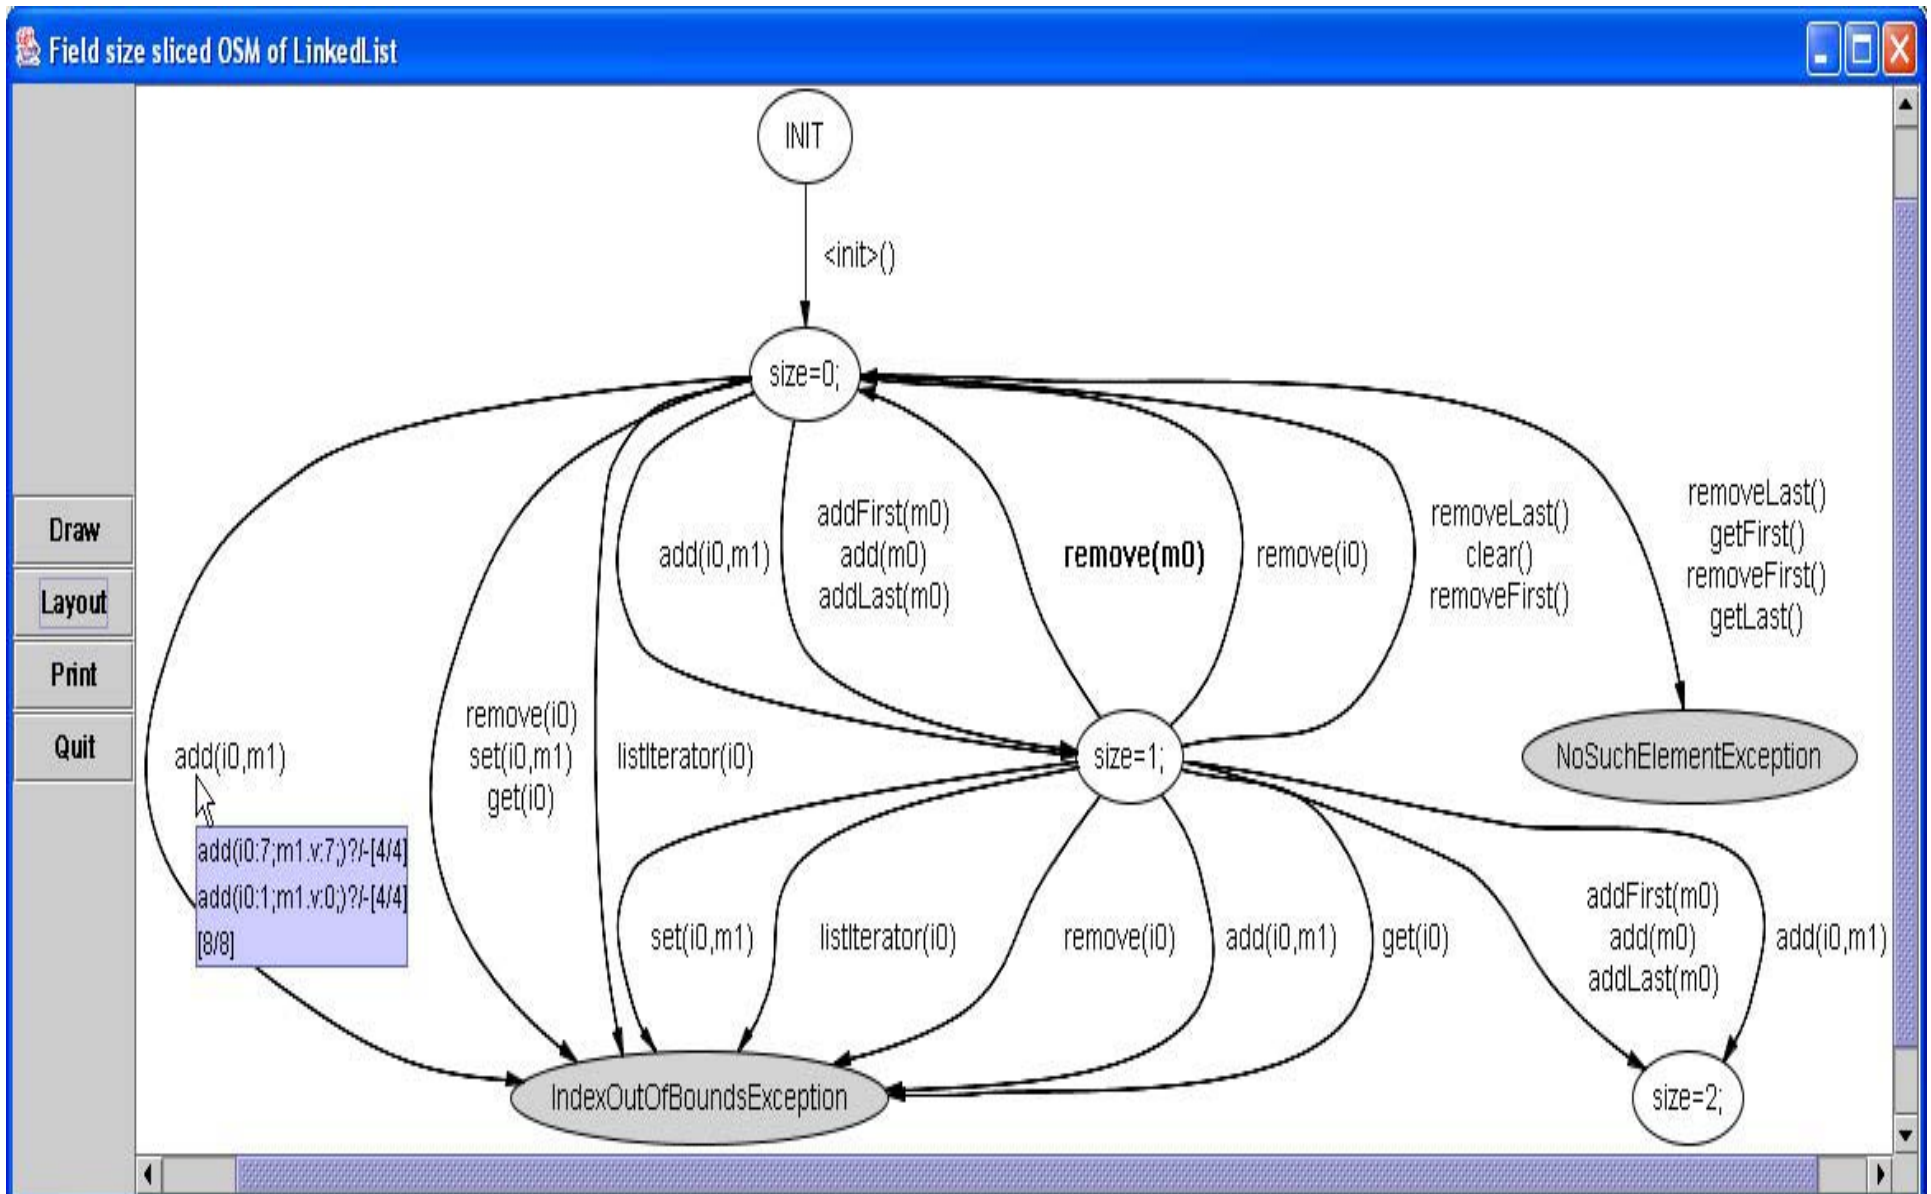 Field size sliced OSM of LinkedList
INIT
<init>()
size=0;
Draw
Layout
Print
Quit
add(i0,m1)
addFirst(m0)
add(m0)
addLast(m0)
remove(m0)
remove(i0)
removeLast()
clear()
removeFirst()
removeLast()
getFirst()
removeFirst()
getLast()
add(i0,m1)
remove(i0)
set(i0,m1)
get(i0)
listIterator(i0)
size=1;
NoSuchElementException
add(i0:7;m1.v:7;)?/-[4/4]
add(i0:1;m1.v:0;)?/-[4/4]
[8/8]
set(i0,m1)
listIterator(i0)
remove(i0)
add(i0,m1)
get(i0)
addFirst(m0)
add(m0)
addLast(m0)
add(i0,m1)
IndexOutOfBoundsException
size=2;